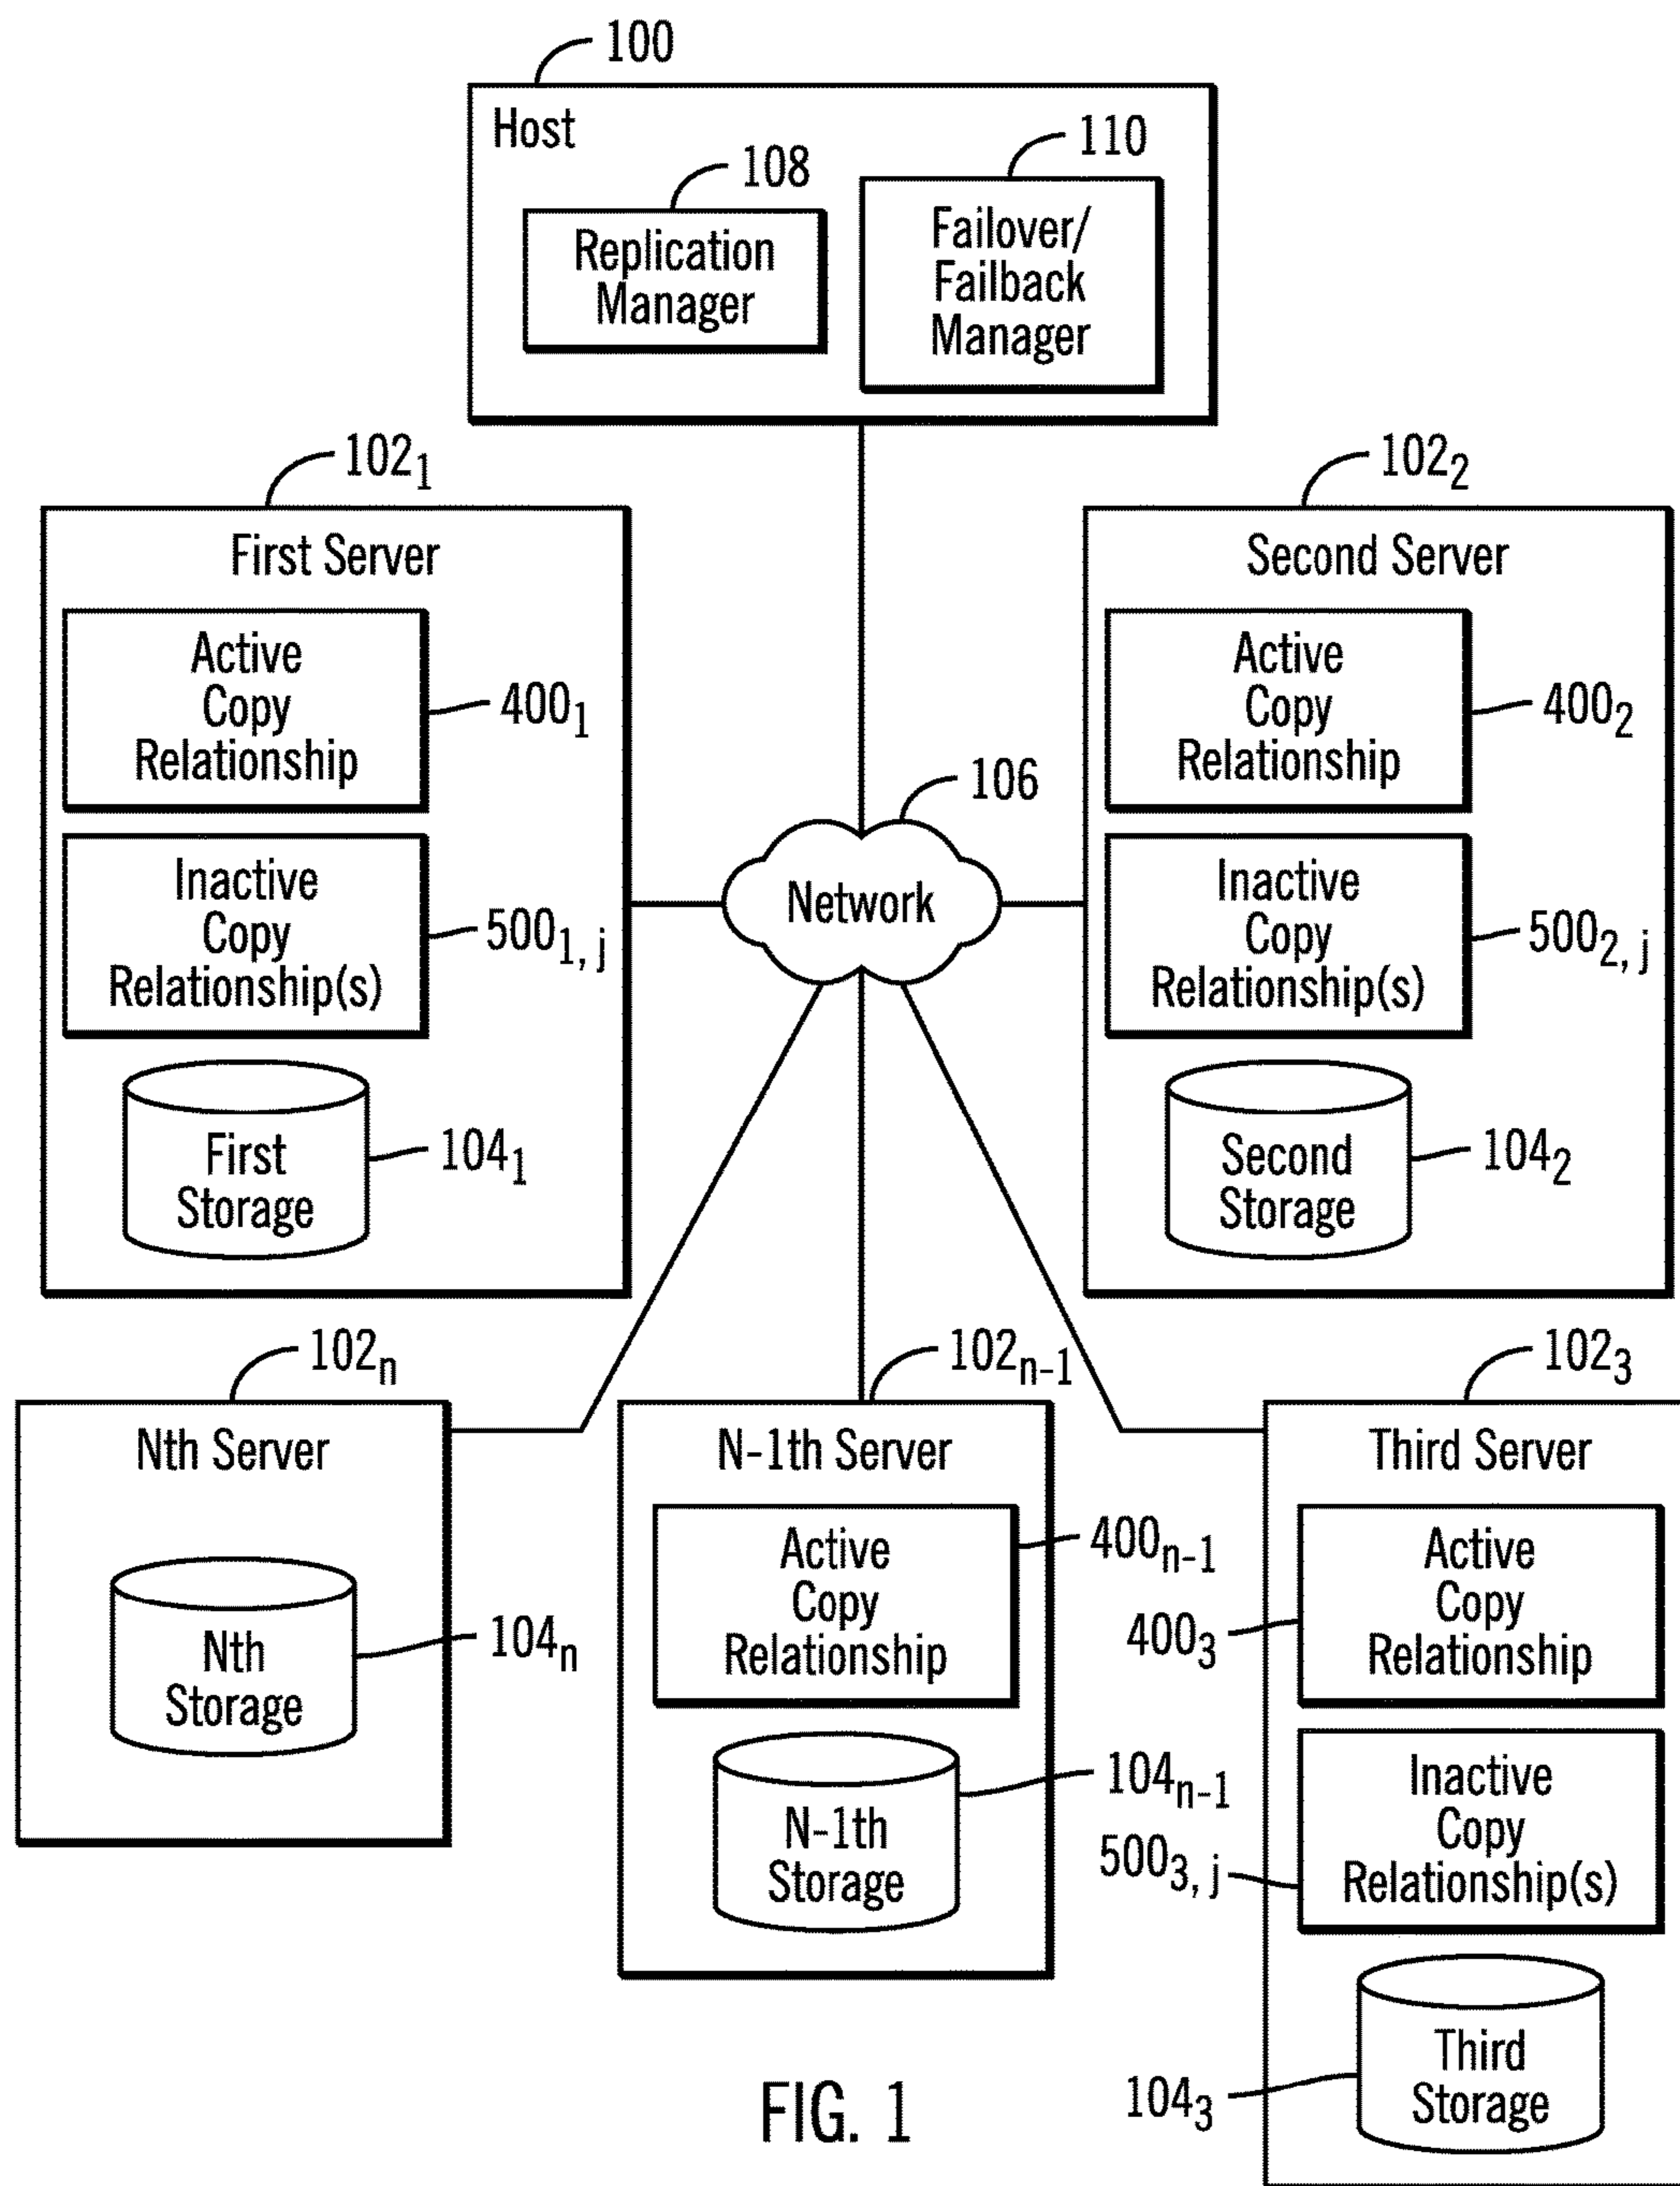 100
Host
108
110
Replication
Manager
Failover/
Failback
Manager
102₁
First Server
Active
Copy
Relationship
400₁
Inactive
Copy
Relationship(s)
500₁, j
First
Storage
104₁
102₂
Second Server
Active
Copy
Relationship
400₂
Inactive
Copy
Relationship(s)
500₂, j
Second
Storage
104₂
106
Network
102n
Nth Server
Nth
Storage
104n
102n-1
N-1th Server
Active
Copy
Relationship
400n-1
N-1th
Storage
104n-1
102₃
Third Server
Active
Copy
Relationship
400₃
Inactive
Copy
Relationship(s)
500₃, j
Third
Storage
104₃
FIG. 1